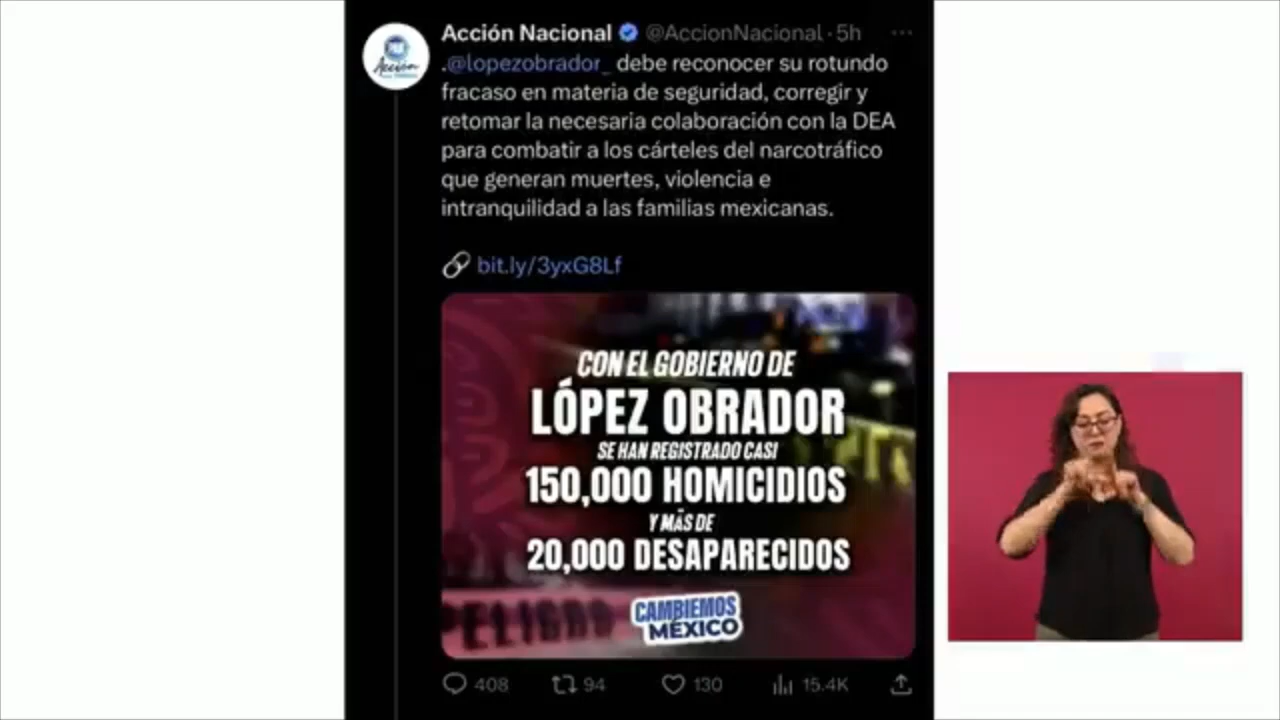 Acción Nacional @AccionNacional · 5h
.@lopezobrador_ debe reconocer su rotundo
fracaso en materia de seguridad, corregir y
retomar la necesaria colaboración con la DEA
para combatir a los cárteles del narcotráfico
que generan muertes, violencia e
intranquilidad a las familias mexicanas.
bit.ly/3yxG8Lf
CON EL GOBIERNO DE
LÓPEZ OBRADOR
SE HAN REGISTRADO CASI
150,000 HOMICIDIOS
Y MÁS DE
20,000 DESAPARECIDOS
PELIGRO
CAMBIEMOS
MÉXICO
408 94 130 15.4K
PAN
Acción